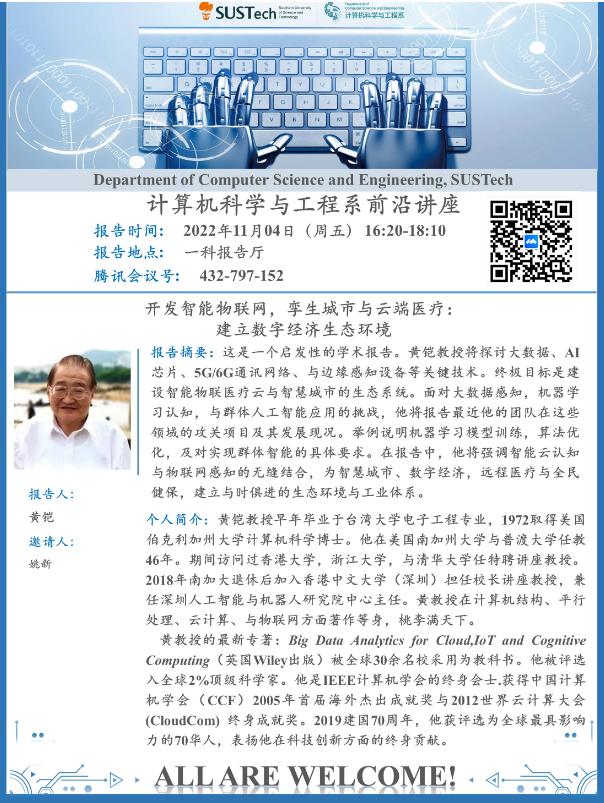 SUSTech
Southern University of Science and Technology
Department of Computer Science and Engineering
计算机科学与工程系
Department of Computer Science and Engineering, SUSTech
计算机科学与工程系前沿讲座
报告时间： 2022年11月04日（周五）16:20-18:10
报告地点： 一科报告厅
腾讯会议号： 432-797-152
开发智能物联网，孪生城市与云端医疗：
建立数字经济生态环境
报告摘要：这是一个启发性的学术报告。黄铠教授将探讨大数据、AI
芯片、5G/6G通讯网络、与边缘感知设备等关键技术。终极目标是建
设智能物联医疗云与智慧城市的生态系统。面对大数据感知，机器学
习认知，与群体人工智能应用的挑战，他将报告最近他的团队在这些
领域的攻关项目及其发展现况。举例说明机器学习模型训练，算法优
化，及对实现群体智能的具体要求。在报告中，他将强调智能云认知
与物联网感知的无缝结合，为智慧城市、数字经济，远程医疗与全民
健保，建立与时俱进的生态环境与工业体系。
报告人：
黄铠
邀请人：
姚新
个人简介：黄铠教授早年毕业于台湾大学电子工程专业，1972取得美国
伯克利加州大学计算机科学博士。他在美国南加州大学与普渡大学任教
46年。期间访问过香港大学，浙江大学，与清华大学任特聘讲座教授。
2018年南加大退休后加入香港中文大学（深圳）担任校长讲座教授，兼
任深圳人工智能与机器人研究院中心主任。黄教授在计算机结构、平行
处理、云计算、与物联网方面著作等身，桃李满天下。
黄教授的最新专著：Big Data Analytics for Cloud,IoT and Cognitive
Computing（英国Wiley出版）被全球30余名校采用为教科书。他被评选
入全球2%顶级科学家。他是IEEE计算机学会的终身会士.获得中国计算
机学会（CCF）2005年首届海外杰出成就奖与2012世界云计算大会
(CloudCom) 终身成就奖。2019建国70周年，他获评选为全球最具影响
力的70华人，表扬他在科技创新方面的终身贡献。
ALL ARE WELCOME!